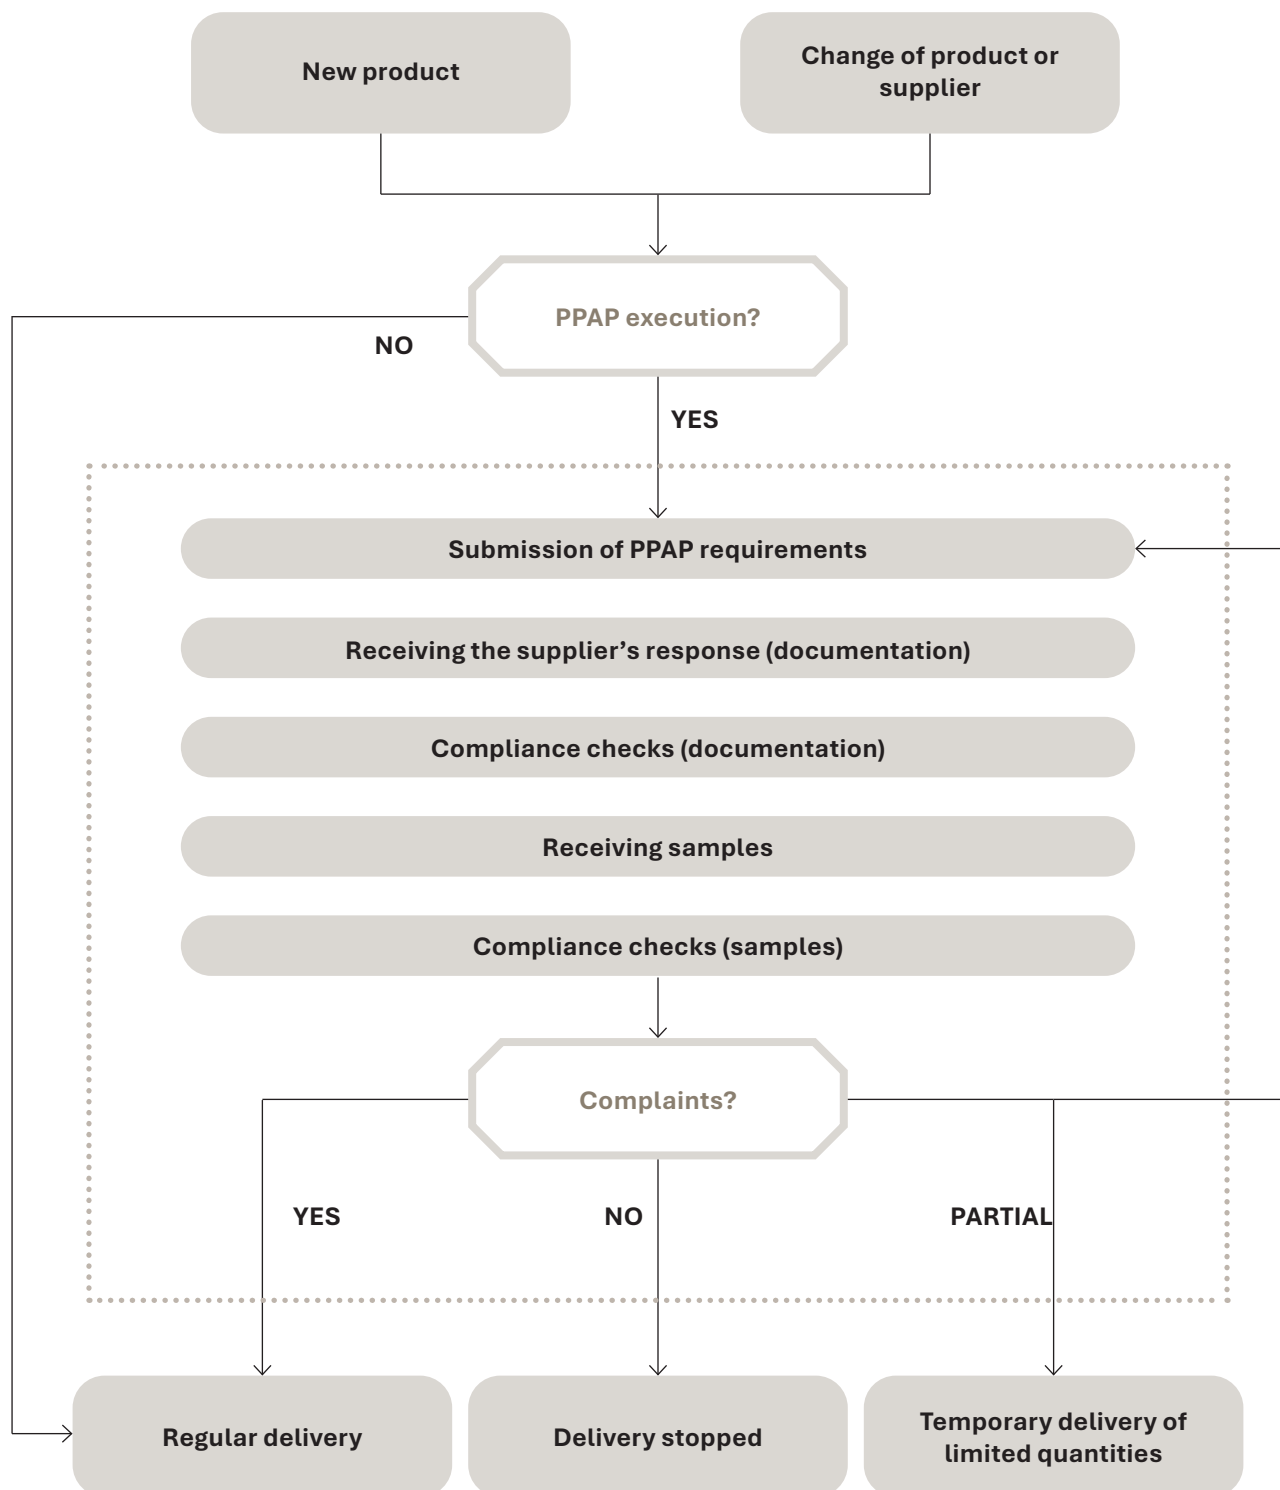 New product
Change of product or
supplier
PPAP execution?
NO
YES
Submission of PPAP requirements
Receiving the supplier’s response (documentation)
Compliance checks (documentation)
Receiving samples
Compliance checks (samples)
Complaints?
YES
NO
PARTIAL
Regular delivery
Delivery stopped
Temporary delivery of
limited quantities